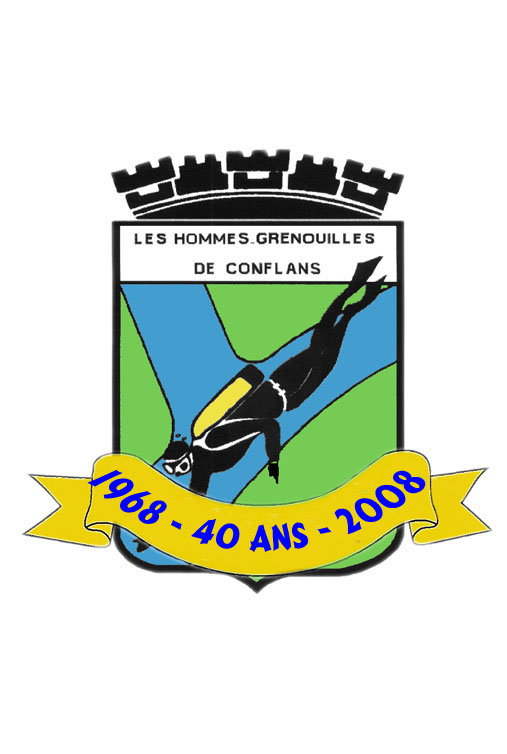 LES HOMMES-GRENOUILLES
DE CONFLANS
1968 - 40 ANS - 2008